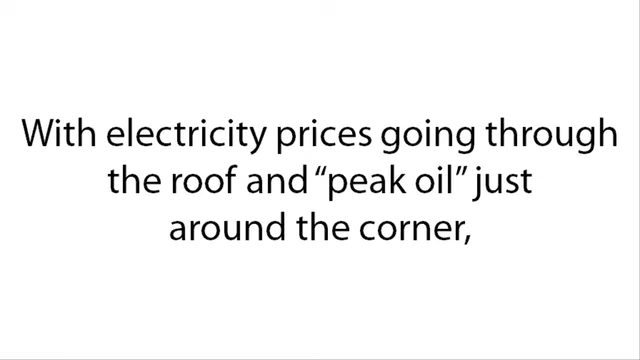 With electricity prices going through
the roof and “peak oil” just
around the corner,